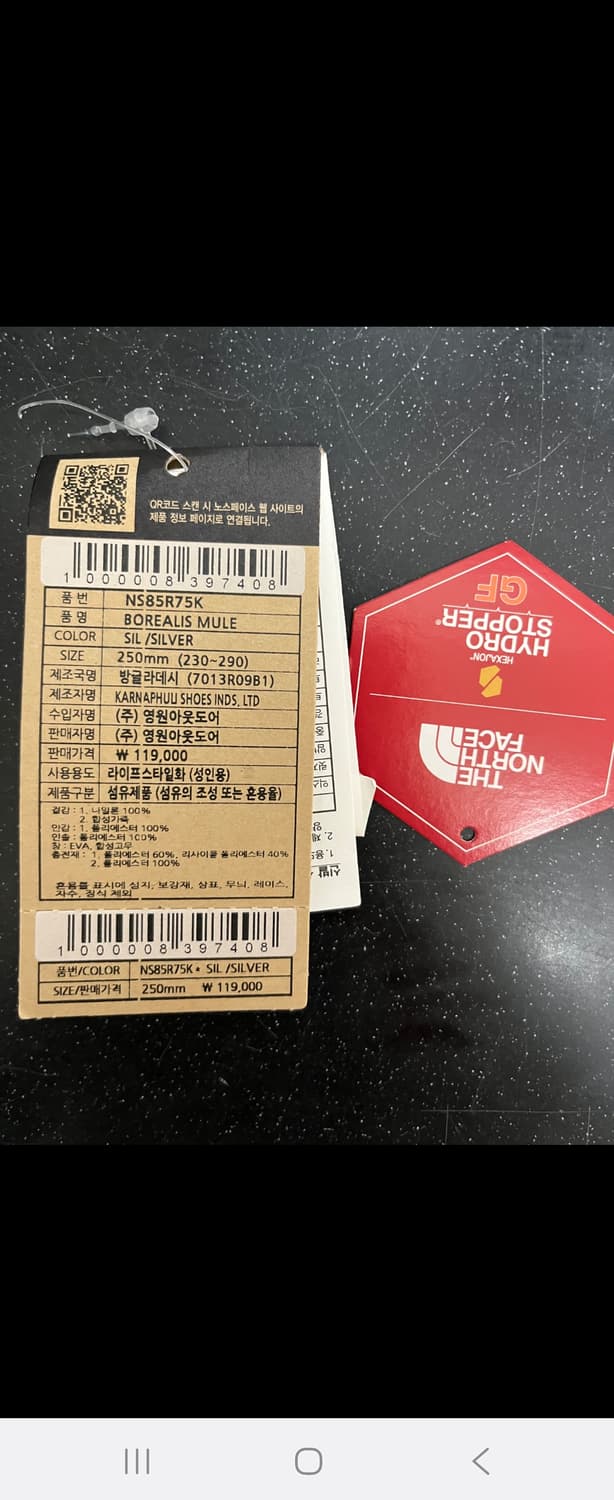 QR코드 스캔 시 노스페이스 웹 사이트의
제품 정보 페이지로 연결됩니다.
1 000008 397408
품 번 NS85R75K
품 명 BOREALIS MULE
COLOR SIL /SILVER
SIZE 250mm (230~290)
제조국명 방글라데시 (7013R09B1)
제조자명 KARNAPHULI SHOES INDS, LTD
수입자명 (주) 영원아웃도어
판매자명 (주) 영원아웃도어
판매가격 ₩ 119,000
사용용도 라이프스타일화 (성인용)
제품구분 섬유제품 (섬유의 조성 또는 혼용율)
겉감 : 1. 나일론 100%
2. 합성가죽
안감 : 1. 폴리에스터 100%
인솔 : 폴리에스터 100%
창 : EVA, 합성고무
충전재 : 1. 폴리에스터 60%, 리사이클 폴리에스터 40%
2. 폴리에스터 100%
혼용률 표시에 심지, 보강재, 상표, 무늬, 레이스,
자수, 장식 제외
1 000008 397408
품번/COLOR NS85R75K* SIL /SILVER
SIZE/판매가격 250mm ₩ 119,000
THE
NORTH
FACE
HEXAJON™
HYDRO
STOPPER®
GF